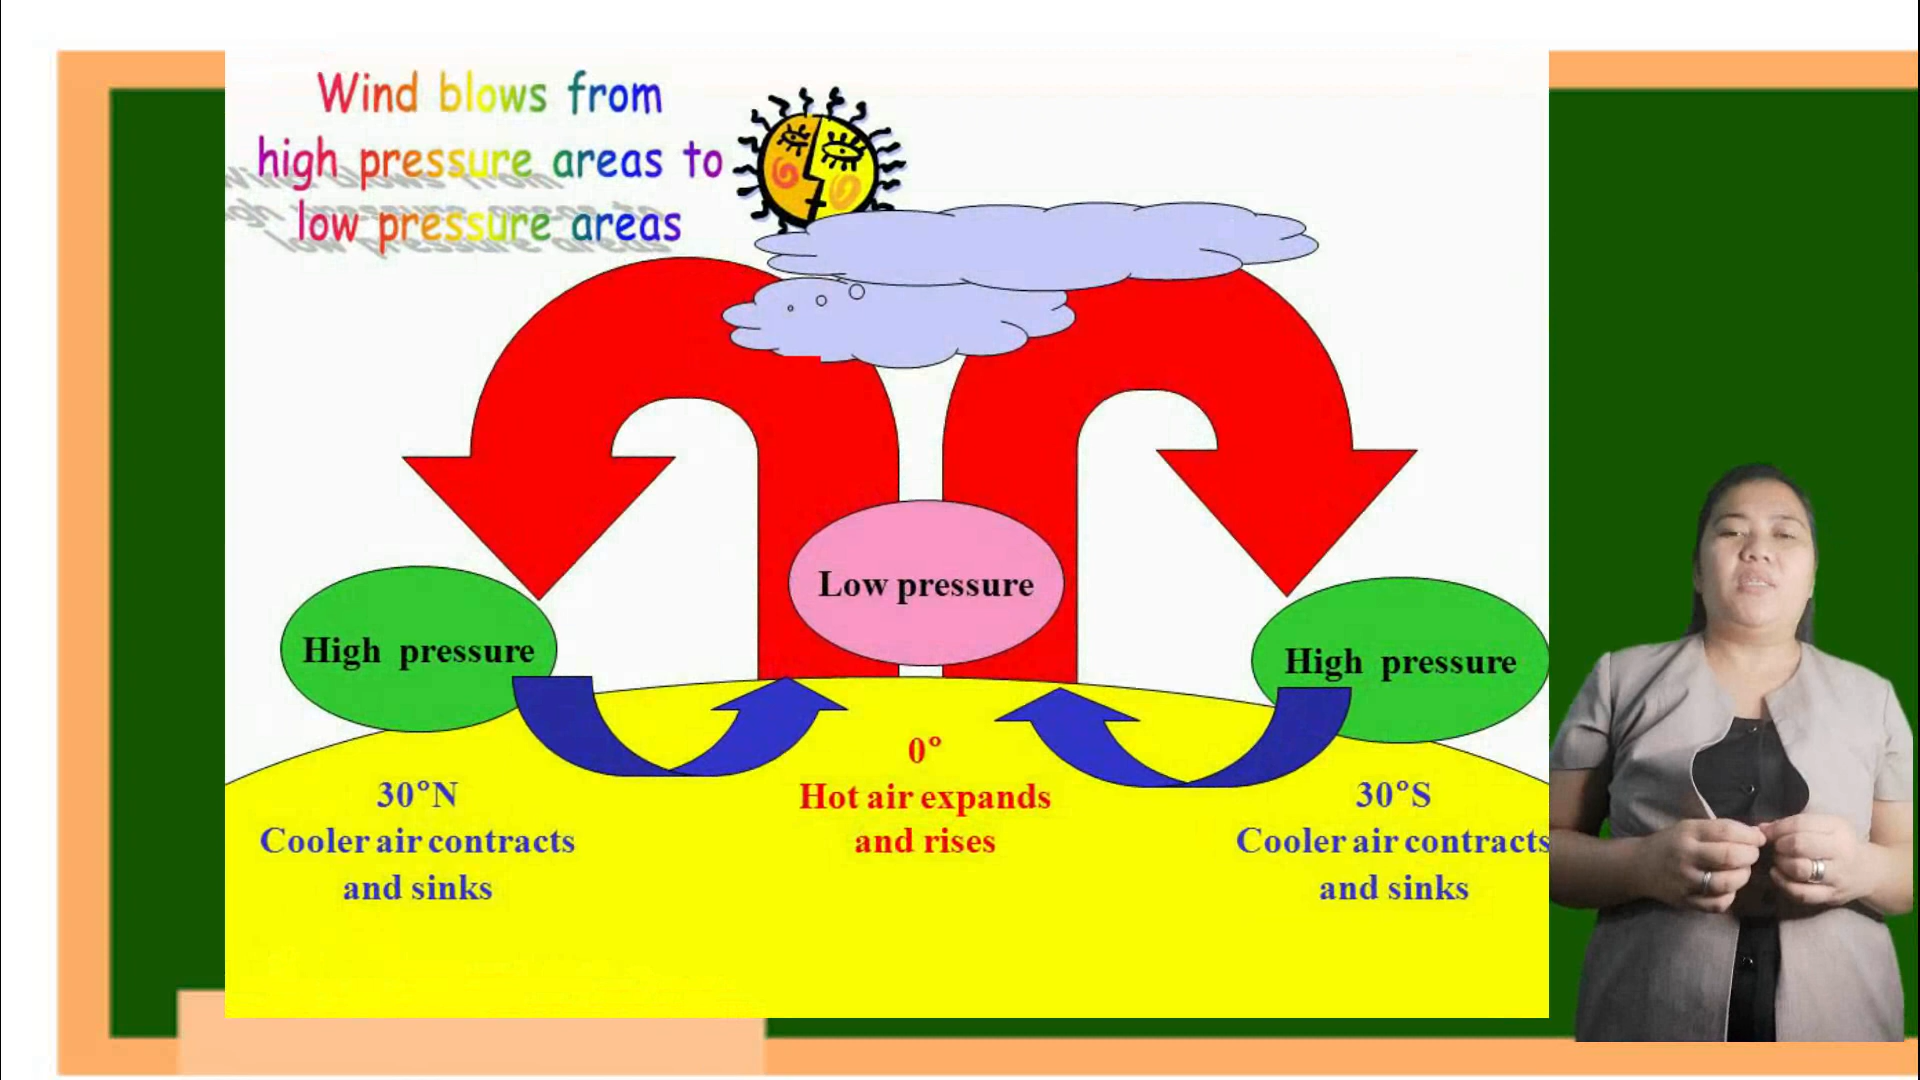 Wind blows from
high pressure areas to
low pressure areas
Low pressure
High pressure
High pressure
0°
Hot air expands
and rises
30°N
Cooler air contracts
and sinks
30°S
Cooler air contracts
and sinks